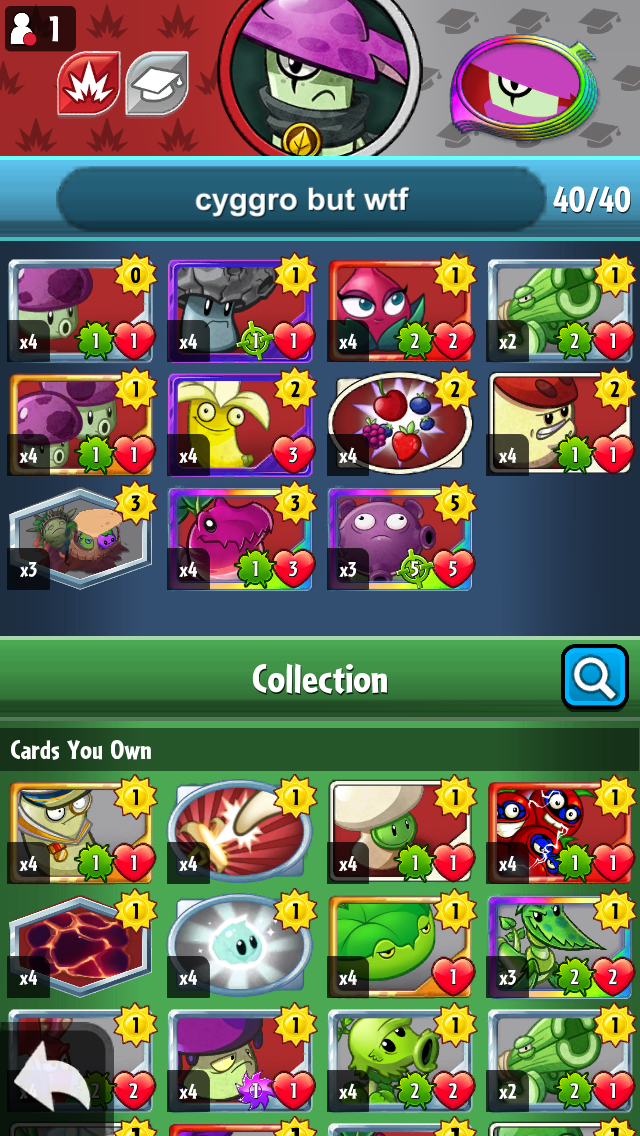 1
cyggro but wtf 40/40
0 1 1 1
x4 1 1 x4 1 1 x4 2 2 x2 2 1
1 2 2 2
x4 1 1 x4 3 x4 x4 1 1
3 3 5
x3 x4 1 3 x3 5 5
Collection
Cards You Own
1 1 1 1
x4 1 1 x4 x4 1 1 x4 1 1
1 1 1 1
x4 x4 x4 1 x3 2 2
1 1 1 1
x4 2 2 x4 1 1 x4 2 2 x2 2 1